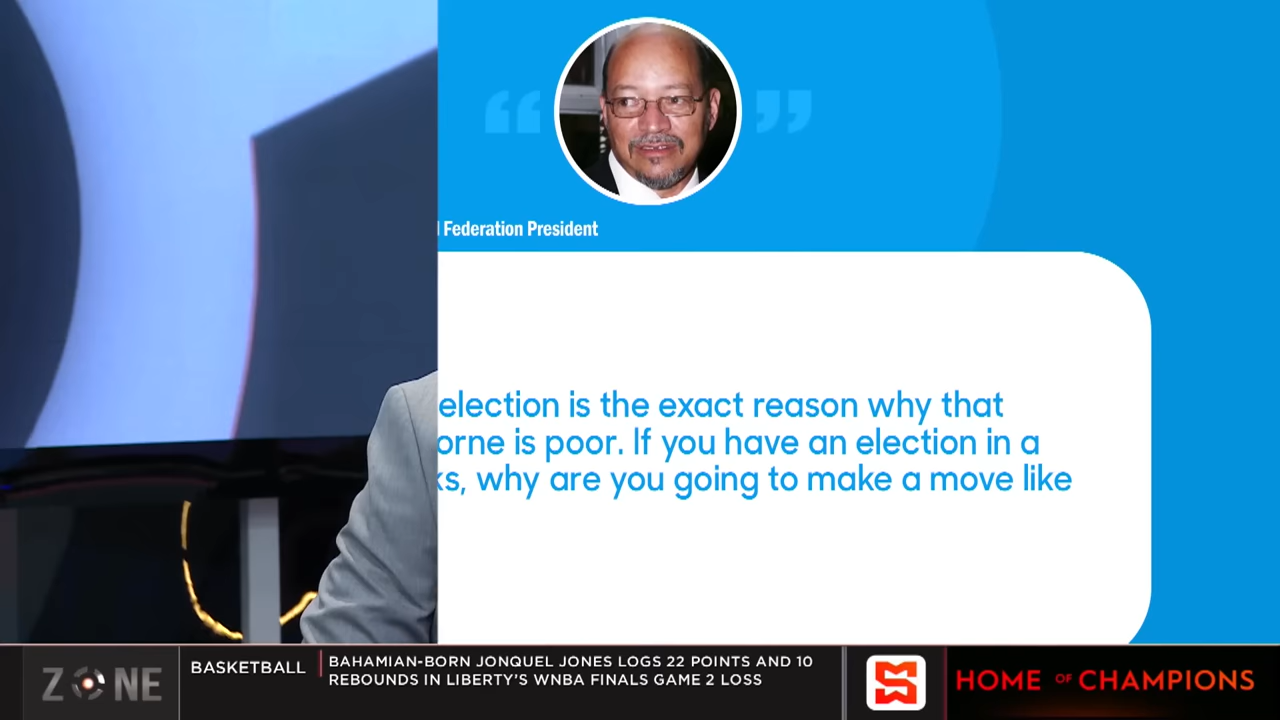 Federation President
election is the exact reason why that
orne is poor. If you have an election in a
ks, why are you going to make a move like
ZONE
BASKETBALL
BAHAMIAN-BORN JONQUEL JONES LOGS 22 POINTS AND 10
REBOUNDS IN LIBERTY'S WNBA FINALS GAME 2 LOSS
HOME OF CHAMPIONS